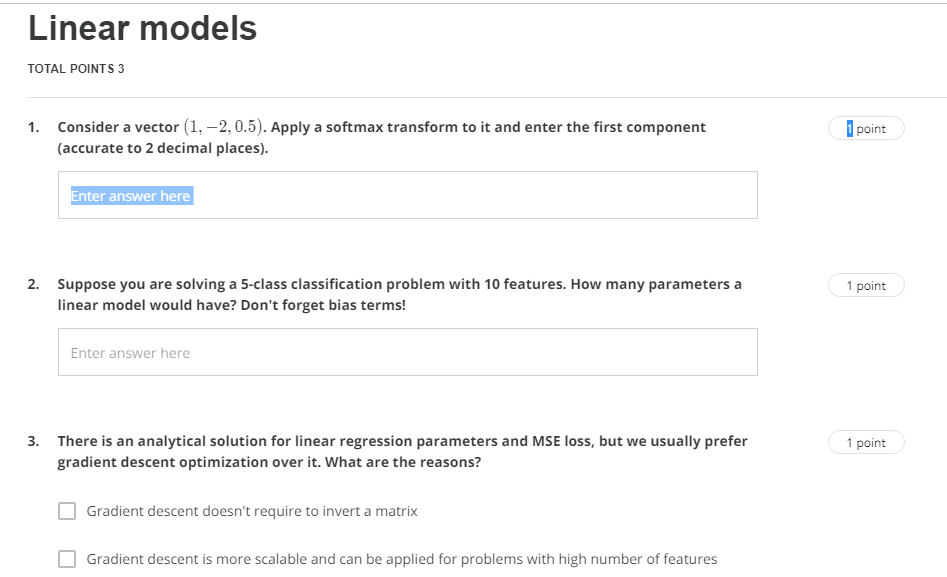 Linear models
TOTAL POINTS 3
1. Consider a vector (1, −2, 0.5). Apply a softmax transform to it and enter the first component
1 point
(accurate to 2 decimal places).
Enter answer here
2. Suppose you are solving a 5-class classification problem with 10 features. How many parameters a
1 point
linear model would have? Don't forget bias terms!
Enter answer here
3. There is an analytical solution for linear regression parameters and MSE loss, but we usually prefer
1 point
gradient descent optimization over it. What are the reasons?
Gradient descent doesn't require to invert a matrix
Gradient descent is more scalable and can be applied for problems with high number of features